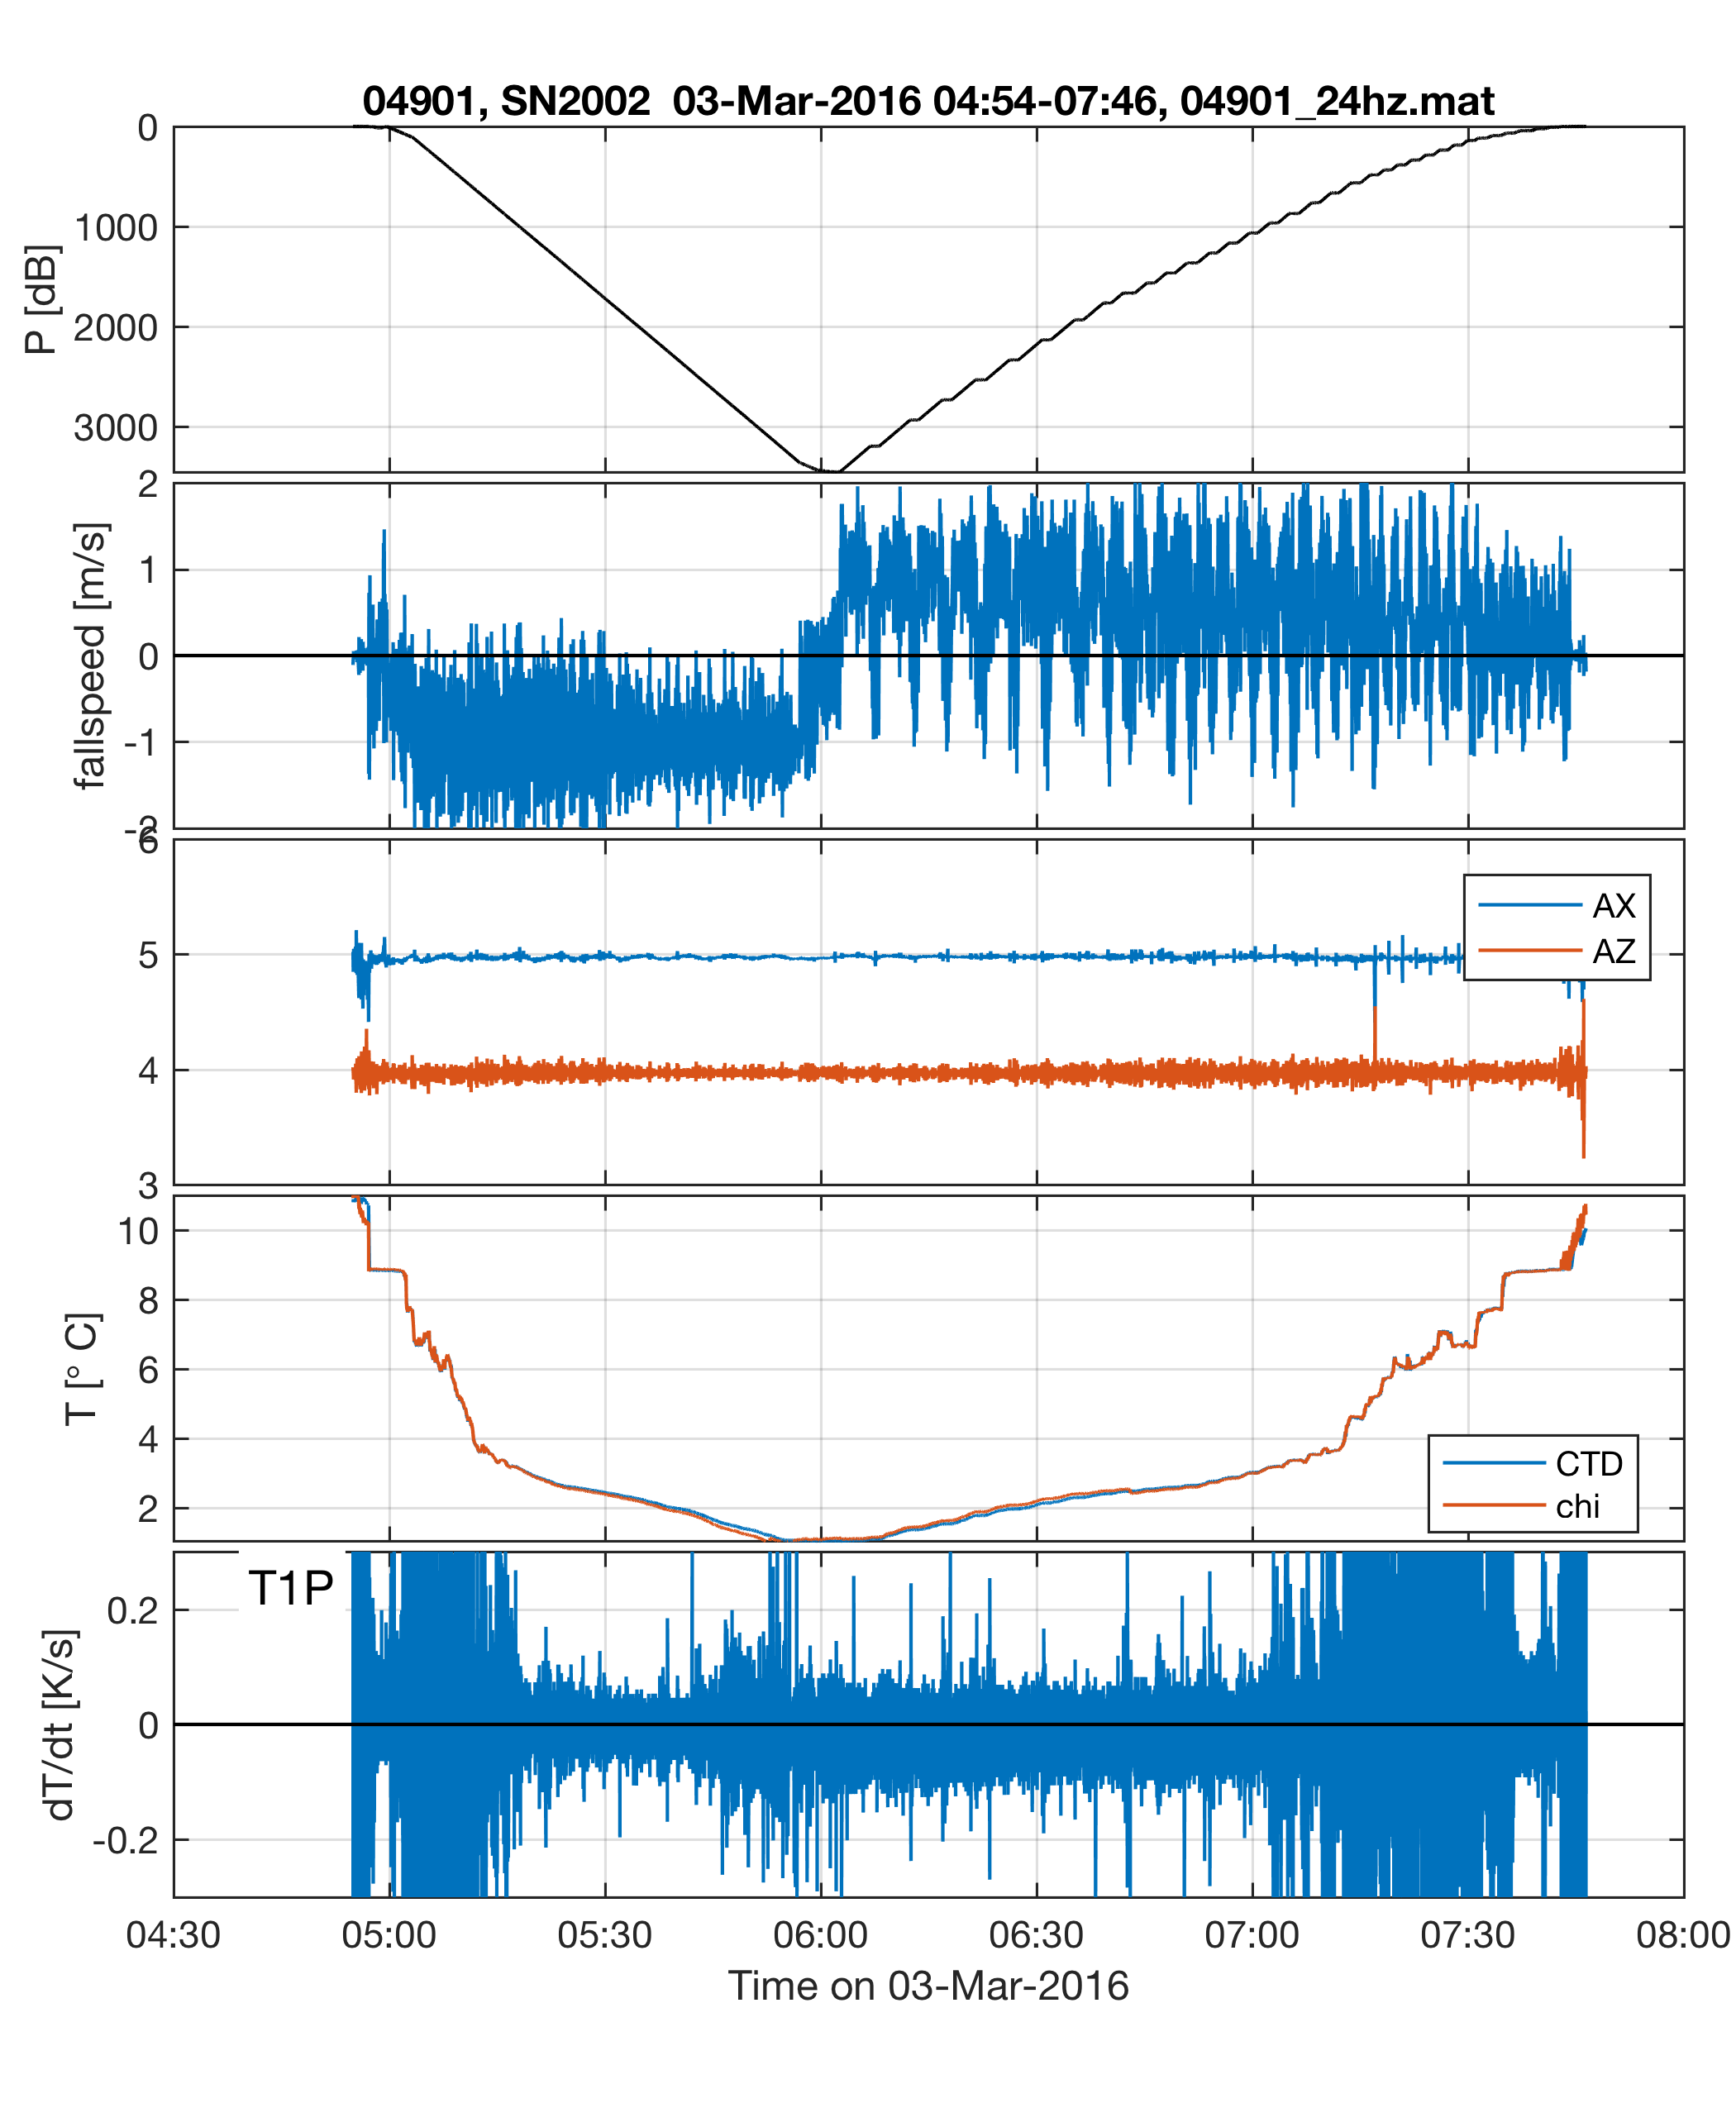 04901, SN2002  03-Mar-2016 04:54-07:46, 04901_24hz.mat
0
1000
2000
3000
P [dB]
2
1
0
-1
-2
fallspeed [m/s]
6
5
4
3
AX
AZ
10
8
6
4
2
T [° C]
CTD
chi
T1P
0.2
0
-0.2
dT/dt [K/s]
04:30 05:00 05:30 06:00 06:30 07:00 07:30 08:00
Time on 03-Mar-2016